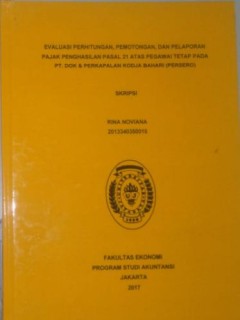 EVALUASI PERHITUNGAN, PEMOTONGAN, DAN PELAPORAN
PAJAK PENGHASILAN PASAL 21 ATAS PEGAWAI TETAP PADA
PT. DOK & PERKAPALAN KODJA BAHARI (PERSERO)
SKRIPSI
RINA NOVIANA
FAKULTAS EKONOMI
PROGRAM STUDI AKUNTANSI
JAKARTA
2017